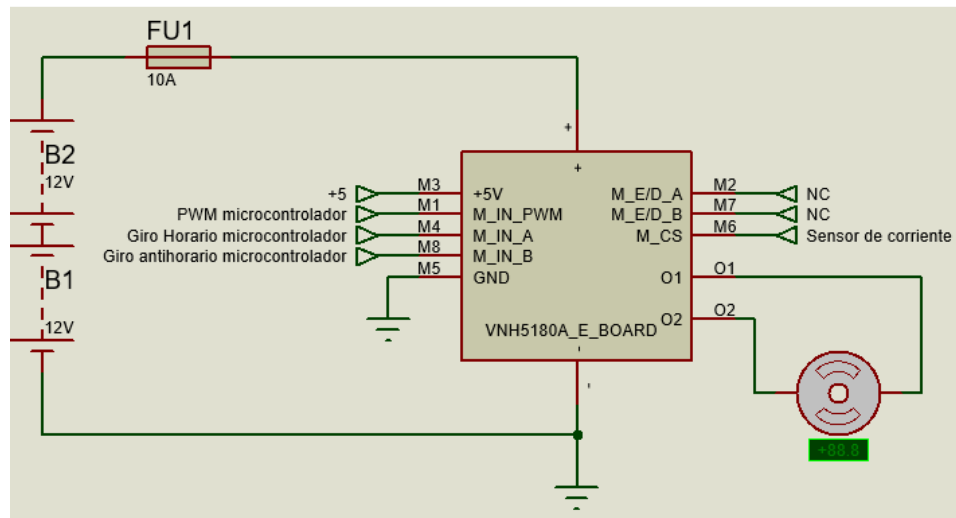 FU1
10A
B2
12V
B1
12V
+
+
+5 M3 +5V
PWM microcontrolador M1 M_IN_PWM
Giro Horario microcontrolador M4 M_IN_A
Giro antihorario microcontrolador M8 M_IN_B
M5 GND
M_E/D_A M2 NC
M_E/D_B M7 NC
M_CS M6 Sensor de corriente
O1 O1
O2 O2
VNH5180A_E_BOARD
-
-
+88.8